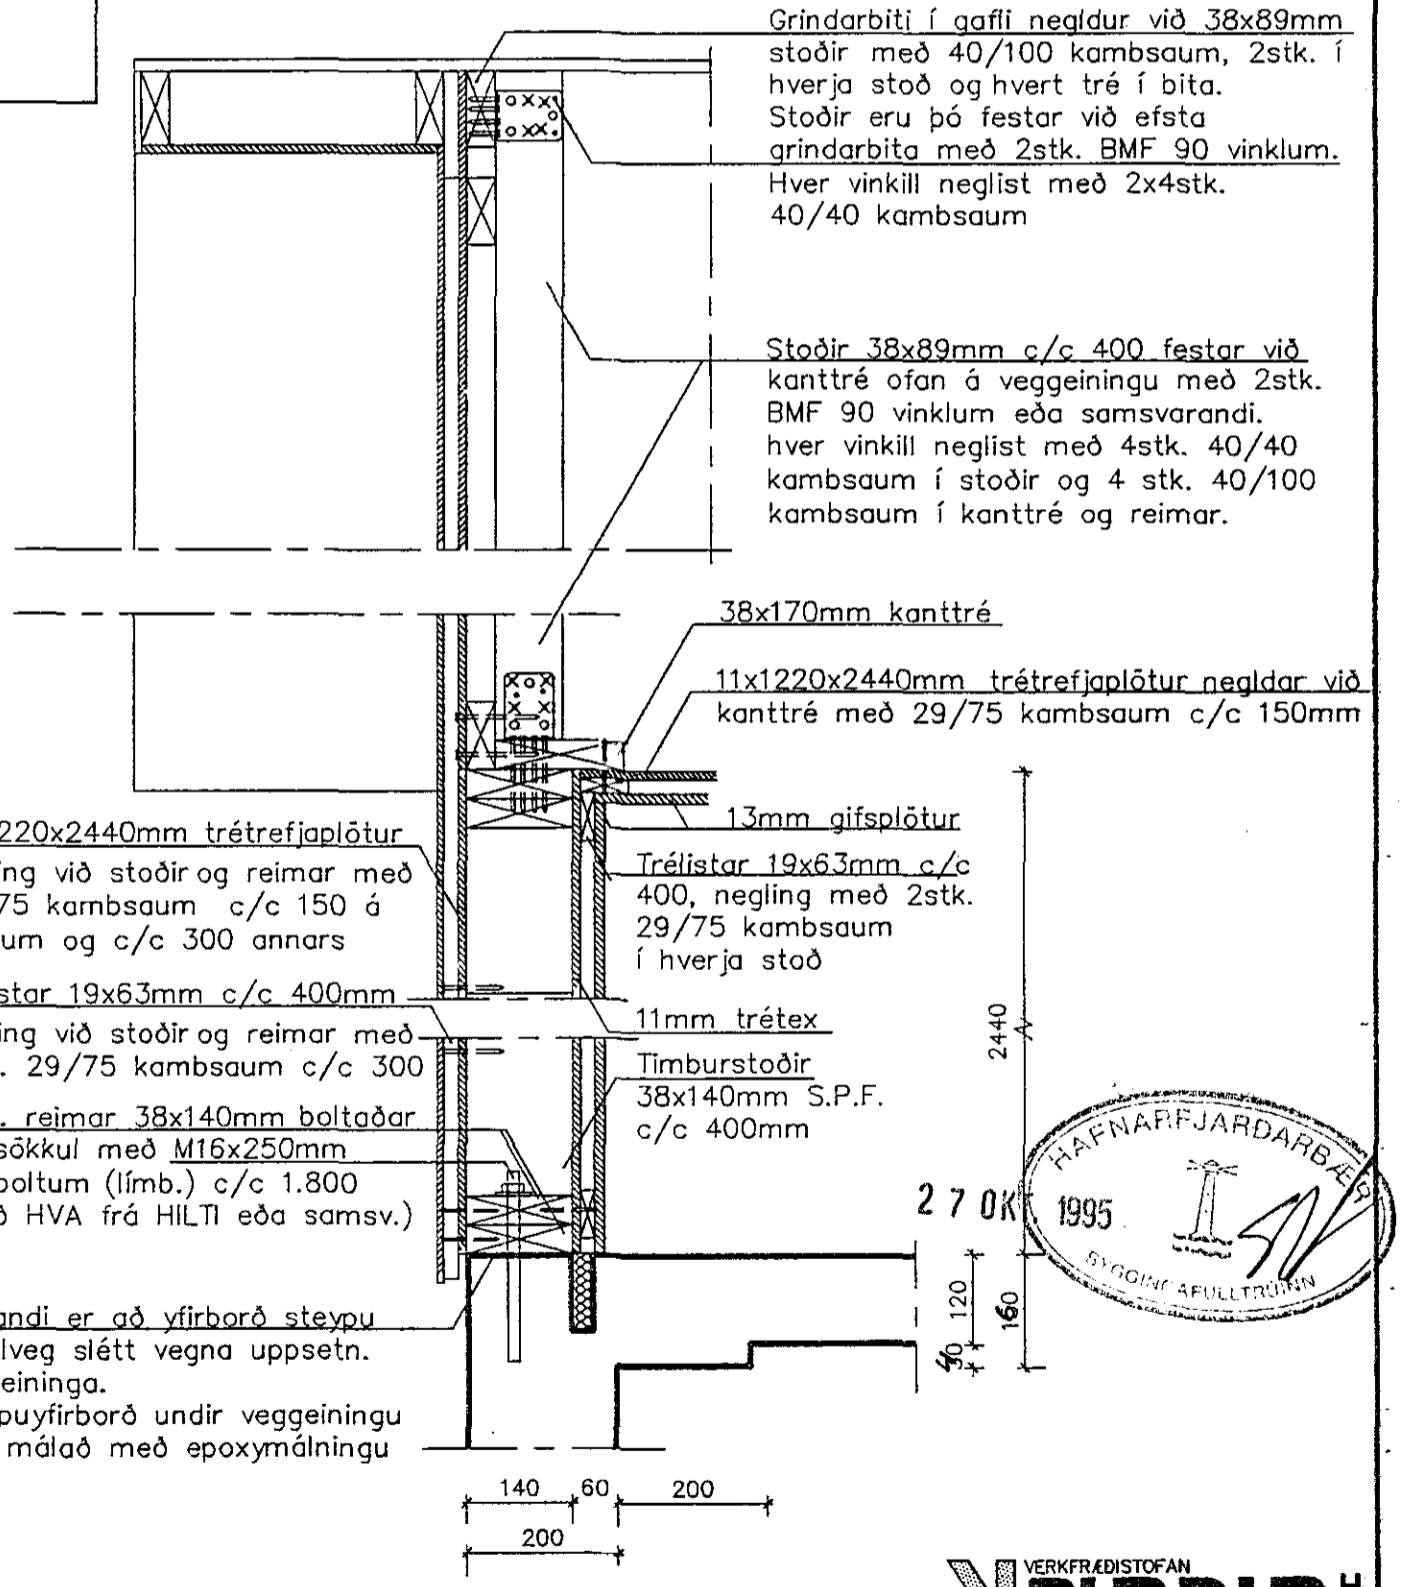 Grindarbiti í gafli negldur við 38x89mm
stoðir með 40/100 kambsaum, 2stk. í
hverja stoð og hvert tré í bita.
Stoðir eru þó festar við efsta
grindarbita með 2stk. BMF 90 vinklum.
Hver vinkill neglist með 2x4stk.
40/40 kambsaum
Stoðir 38x89mm c/c 400 festar við
kanttré ofan á veggeiningu með 2stk.
BMF 90 vinklum eða samsvarandi.
hver vinkill neglist með 4stk. 40/40
kambsaum í stoðir og 4 stk. 40/100
kambsaum í kanttré og reimar.
38x170mm kanttré
11x1220x2440mm trétrefjaplötur negldar við
kanttré með 29/75 kambsaum c/c 150mm
13mm gifsplötur
Trélistar 19x63mm c/c
400, negling með 2stk.
29/75 kambsaum
í hverja stoð
11mm trétex
Timburstoðir
38x140mm S.P.F.
c/c 400mm
220x2440mm trétrefjaplötur
ing við stoðir og reimar með
75 kambsaum c/c 150 á
um og c/c 300 annars
star 19x63mm c/c 400mm
ing við stoðir og reimar með
. 29/75 kambsaum c/c 300
. reimar 38x140mm boltaðar
sökkul með M16x250mm
boltum (límb.) c/c 1.800
ð HVA frá HILTI eða samsv.)
andi er að yfirborð steypu
lveg slétt vegna uppsetn.
eininga.
puyfirborð undir veggeiningu
málað með epoxymálningu
2440
120
160
140
60
200
200
HAFNARFJARÐARBÆR
27 OK 1995
BYGGINGAFULLTRÚINN
VERKFRÆÐISTOFAN
H